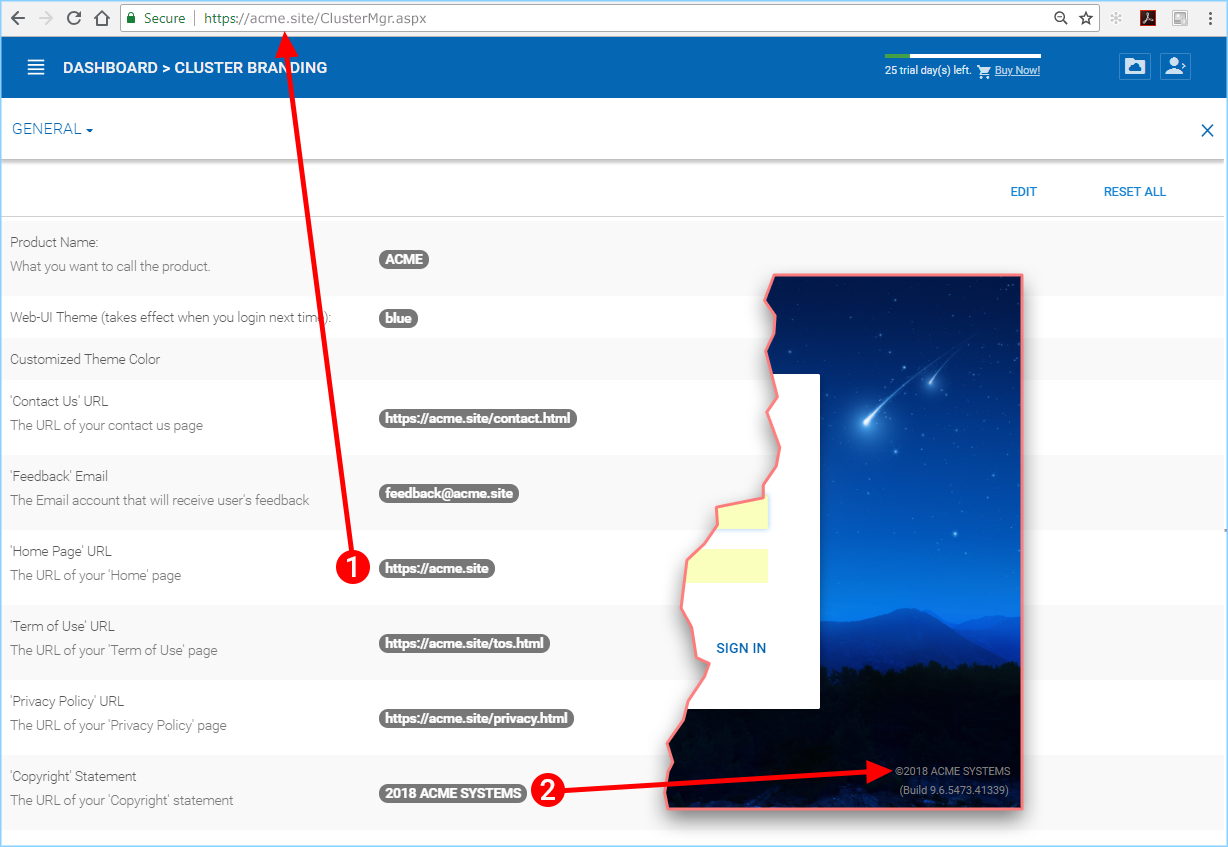 Secure https://acme.site/ClusterMgr.aspx
DASHBOARD > CLUSTER BRANDING
25 trial day(s) left. Buy Now!
GENERAL
EDIT RESET ALL
Product Name:
What you want to call the product.
ACME
Web-UI Theme (takes effect when you login next time):
blue
Customized Theme Color
'Contact Us' URL
The URL of your contact us page
https://acme.site/contact.html
'Feedback' Email
The Email account that will receive user's feedback
feedback@acme.site
'Home Page' URL
The URL of your 'Home' page
1
https://acme.site
'Term of Use' URL
The URL of your 'Term of Use' page
https://acme.site/tos.html
'Privacy Policy' URL
The URL of your 'Privacy Policy' page
https://acme.site/privacy.html
'Copyright' Statement
The URL of your 'Copyright' statement
2018 ACME SYSTEMS
2
SIGN IN
©2018 ACME SYSTEMS
(Build 9.6.5473.41339)